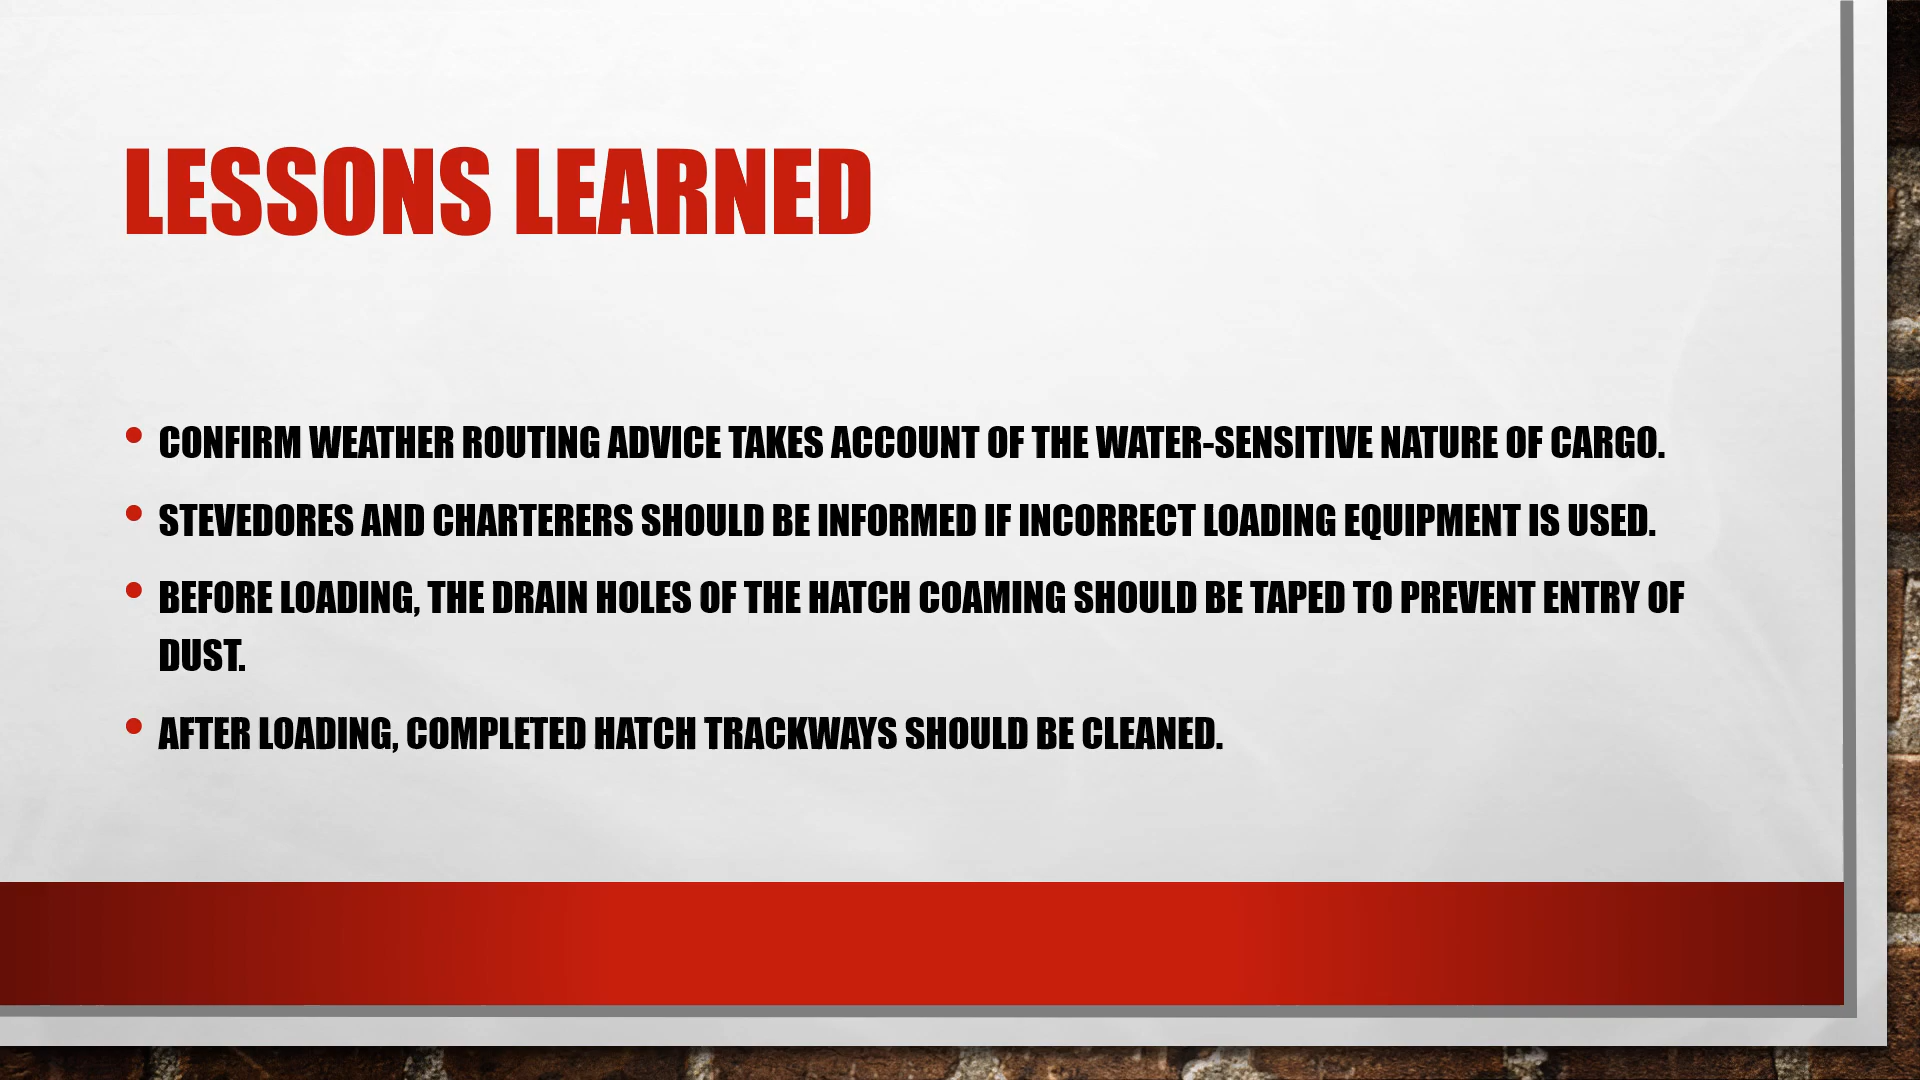 LESSONS LEARNED
• CONFIRM WEATHER ROUTING ADVICE TAKES ACCOUNT OF THE WATER-SENSITIVE NATURE OF CARGO.
• STEVEDORES AND CHARTERERS SHOULD BE INFORMED IF INCORRECT LOADING EQUIPMENT IS USED.
• BEFORE LOADING, THE DRAIN HOLES OF THE HATCH COAMING SHOULD BE TAPED TO PREVENT ENTRY OF
DUST.
• AFTER LOADING, COMPLETED HATCH TRACKWAYS SHOULD BE CLEANED.